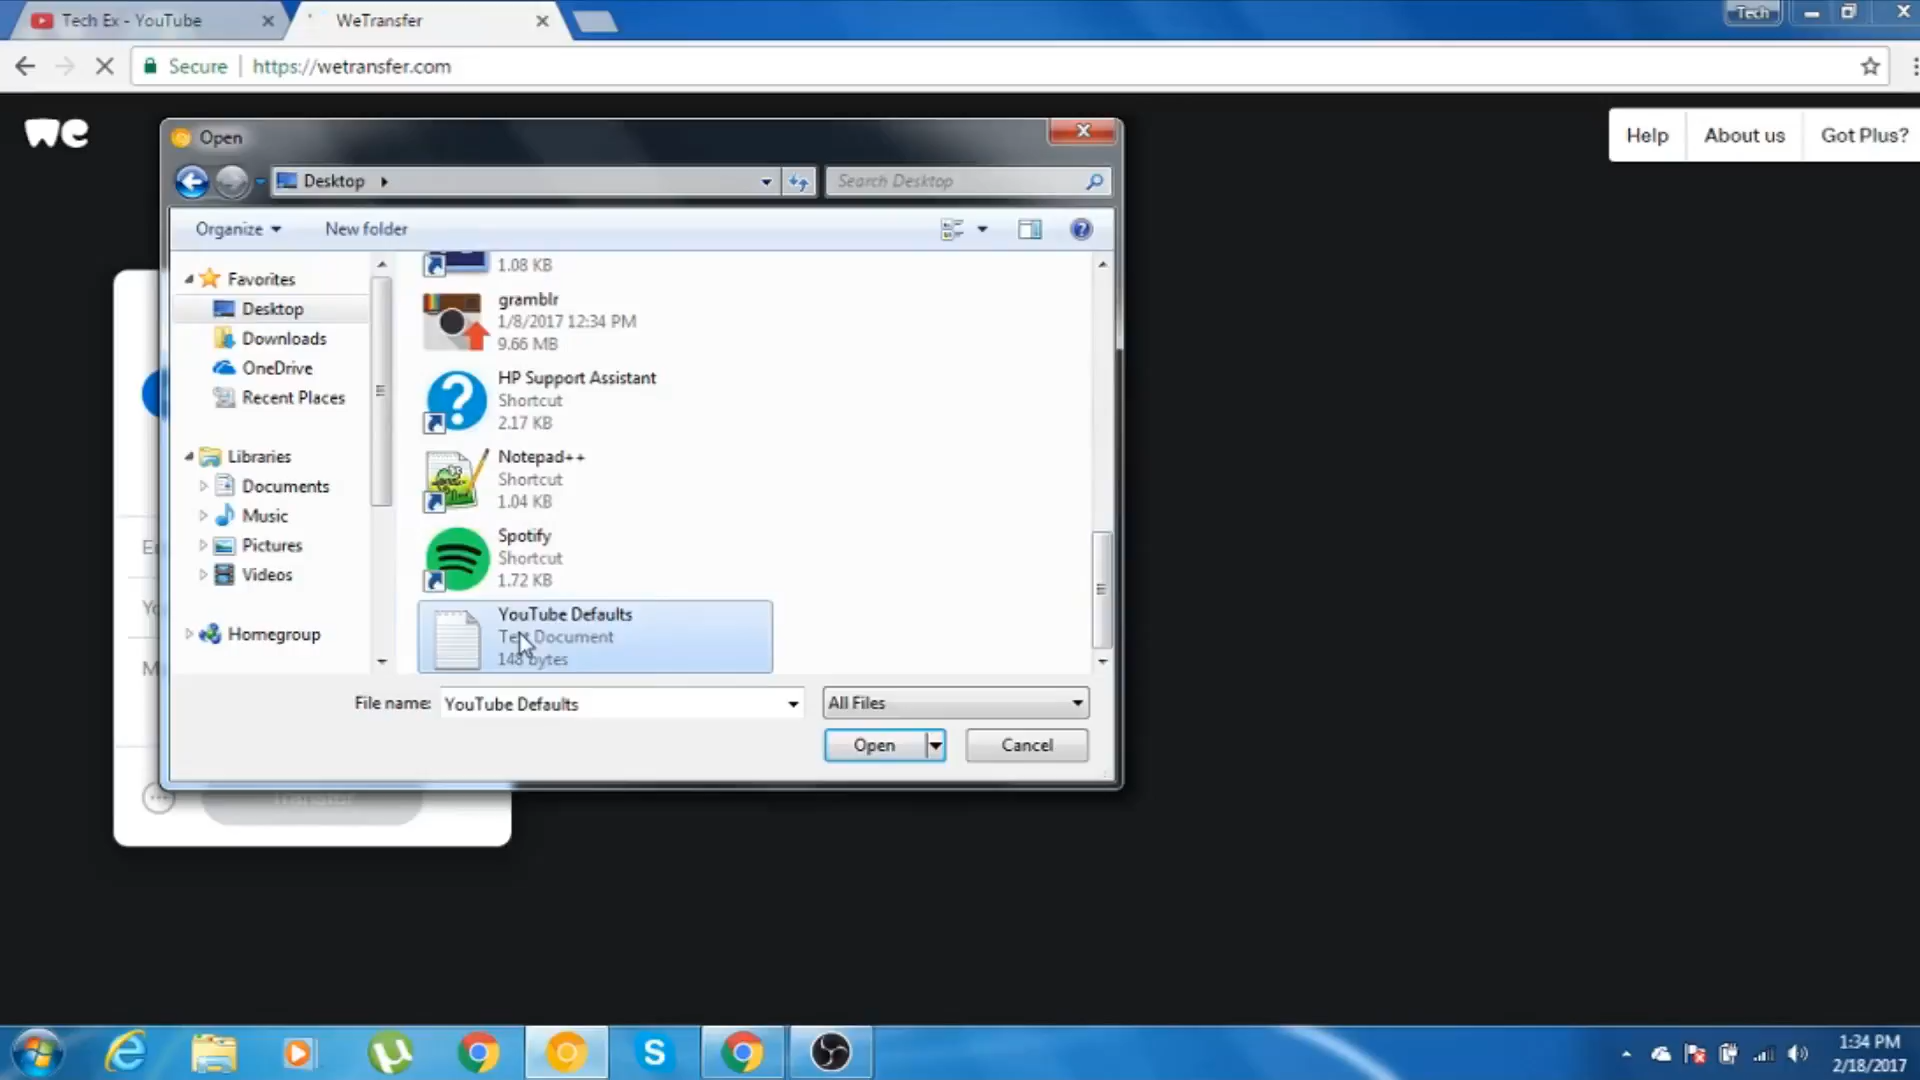 Tech Ex - YouTube
WeTransfer
Tech
Secure
https://wetransfer.com
we
Help
About us
Got Plus?
Open
Desktop
Search Desktop
Organize
New folder
Favorites
Desktop
Downloads
OneDrive
Recent Places
Libraries
Documents
Music
Pictures
Videos
Homegroup
1.08 KB
gramblr
1/8/2017 12:34 PM
9.66 MB
HP Support Assistant
Shortcut
2.17 KB
Notepad++
Shortcut
1.04 KB
Spotify
Shortcut
1.72 KB
YouTube Defaults
Text Document
148 bytes
File name:
YouTube Defaults
All Files
Open
Cancel
Transfer
1:34 PM
2/18/2017